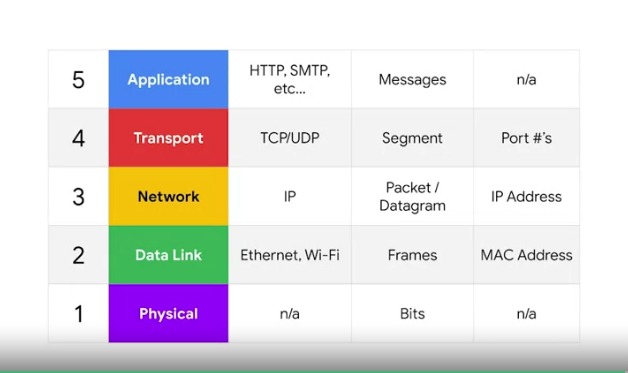 5 Application HTTP, SMTP, etc... Messages n/a
4 Transport TCP/UDP Segment Port #'s
3 Network IP Packet / Datagram IP Address
2 Data Link Ethernet, Wi-Fi Frames MAC Address
1 Physical n/a Bits n/a